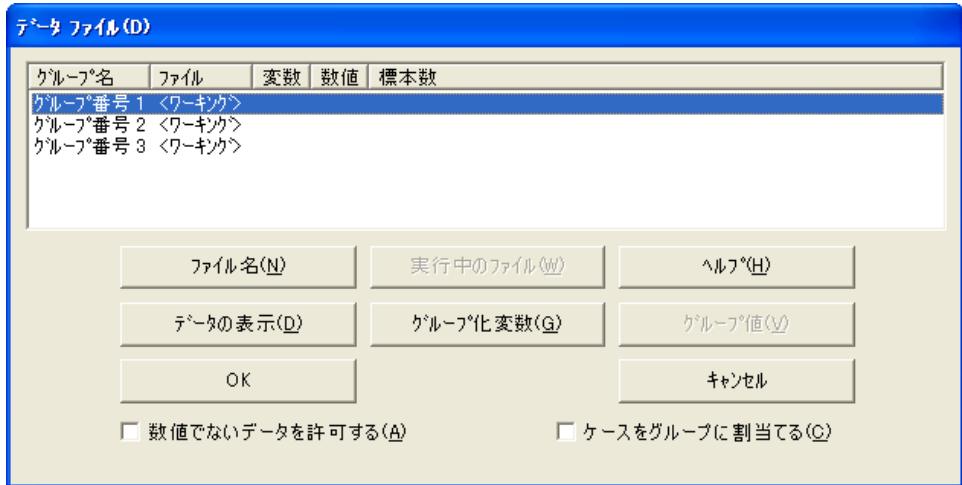 ﾃﾞｰﾀ ﾌｧｲﾙ(D)
ｸﾞﾙｰﾌﾟ名 ﾌｧｲﾙ 変数 数値 標本数
ｸﾞﾙｰﾌﾟ番号 1 <ﾜｰｷﾝｸﾞ>
ｸﾞﾙｰﾌﾟ番号 2 <ﾜｰｷﾝｸﾞ>
ｸﾞﾙｰﾌﾟ番号 3 <ﾜｰｷﾝｸﾞ>
ﾌｧｲﾙ名(N) 実行中のﾌｧｲﾙ(W) ﾍﾙﾌﾟ(H)
ﾃﾞｰﾀの表示(D) ｸﾞﾙｰﾌﾟ化変数(G) ｸﾞﾙｰﾌﾟ値(V)
OK ｷｬﾝｾﾙ
数値でないデータを許可する(A) ケースをグループに割当てる(C)